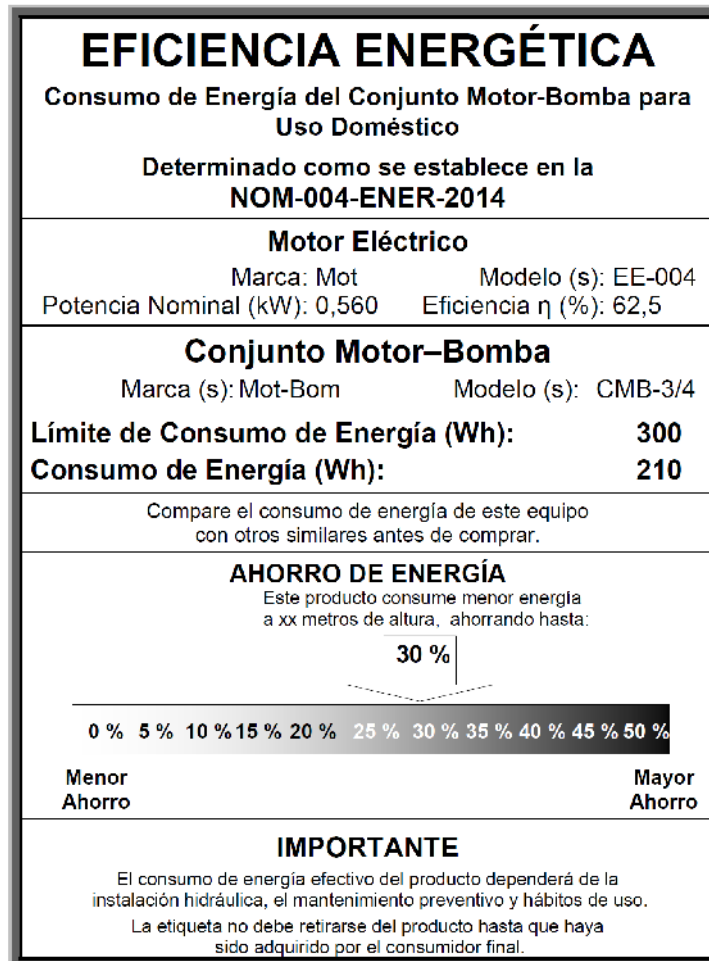 EFICIENCIA ENERGÉTICA
Consumo de Energía del Conjunto Motor-Bomba para
Uso Doméstico
Determinado como se establece en la
NOM-004-ENER-2014
Motor Eléctrico
Marca: Mot Modelo (s): EE-004
Potencia Nominal (kW): 0,560 Eficiencia η (%): 62,5
Conjunto Motor–Bomba
Marca (s): Mot-Bom Modelo (s): CMB-3/4
Límite de Consumo de Energía (Wh): 300
Consumo de Energía (Wh): 210
Compare el consumo de energía de este equipo
con otros similares antes de comprar.
AHORRO DE ENERGÍA
Este producto consume menor energía
a xx metros de altura, ahorrando hasta:
30 %
0 % 5 % 10 % 15 % 20 % 25 % 30 % 35 % 40 % 45 % 50 %
Menor Mayor
Ahorro Ahorro
IMPORTANTE
El consumo de energía efectivo del producto dependerá de la
instalación hidráulica, el mantenimiento preventivo y hábitos de uso.
La etiqueta no debe retirarse del producto hasta que haya
sido adquirido por el consumidor final.